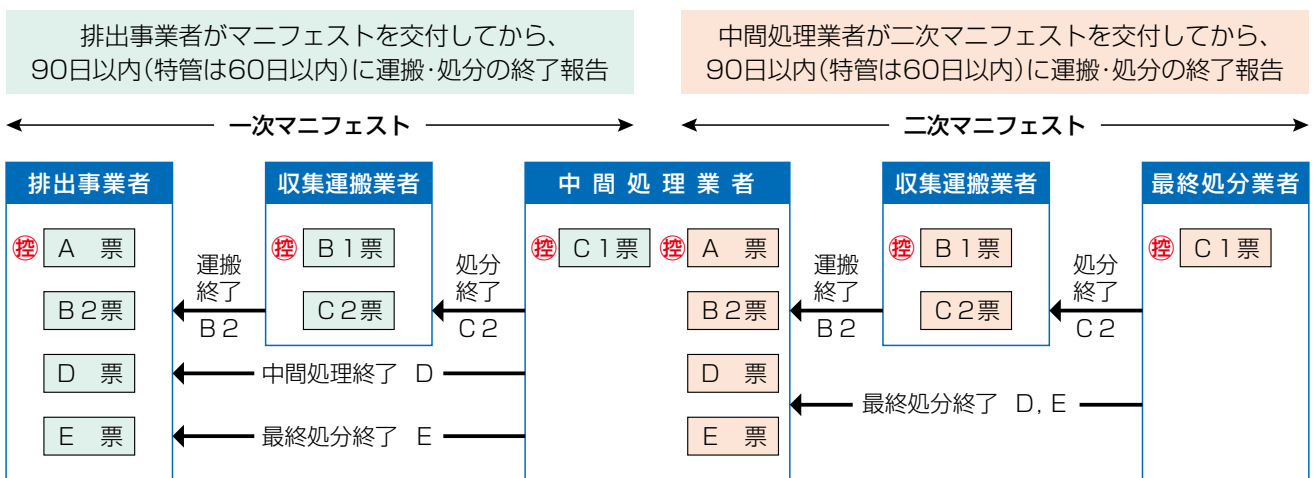 排出事業者がマニフェストを交付してから、
90日以内(特管は60日以内)に運搬・処分の終了報告
中間処理業者が二次マニフェストを交付してから、
90日以内(特管は60日以内)に運搬・処分の終了報告
一次マニフェスト
二次マニフェスト
排出事業者
収集運搬業者
中間処理業者
収集運搬業者
最終処分業者
控 A 票
B2票
D 票
E 票
運搬
終了
B2
控 B1票
C2票
処分
終了
C2
中間処理終了 D
最終処分終了 E
控 C1票
控 A 票
B2票
D 票
E 票
運搬
終了
B2
控 B1票
C2票
処分
終了
C2
最終処分終了 D, E
控 C1票